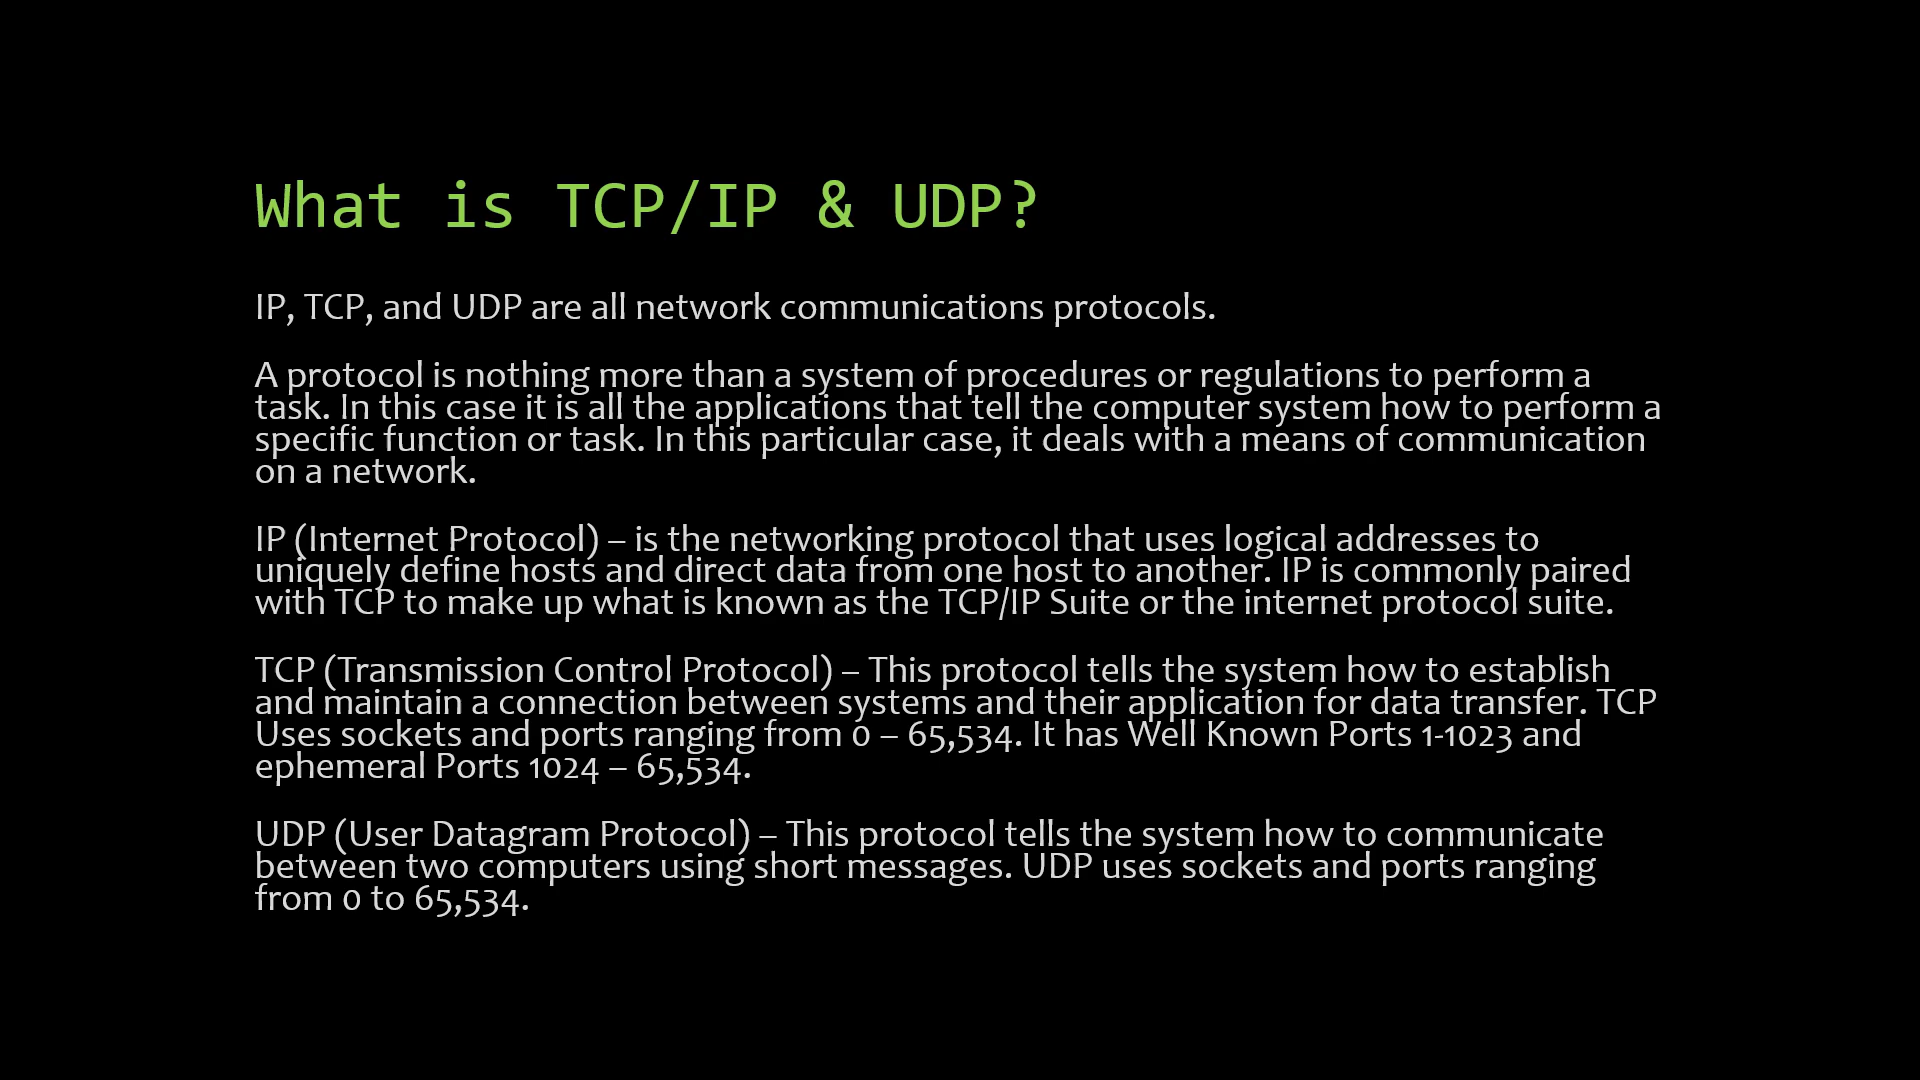 What is TCP/IP & UDP?
IP, TCP, and UDP are all network communications protocols.
A protocol is nothing more than a system of procedures or regulations to perform a
task. In this case it is all the applications that tell the computer system how to perform a
specific function or task. In this particular case, it deals with a means of communication
on a network.
IP (Internet Protocol) – is the networking protocol that uses logical addresses to
uniquely define hosts and direct data from one host to another. IP is commonly paired
with TCP to make up what is known as the TCP/IP Suite or the internet protocol suite.
TCP (Transmission Control Protocol) – This protocol tells the system how to establish
and maintain a connection between systems and their application for data transfer. TCP
Uses sockets and ports ranging from 0 – 65,534. It has Well Known Ports 1-1023 and
ephemeral Ports 1024 – 65,534.
UDP (User Datagram Protocol) – This protocol tells the system how to communicate
between two computers using short messages. UDP uses sockets and ports ranging
from 0 to 65,534.